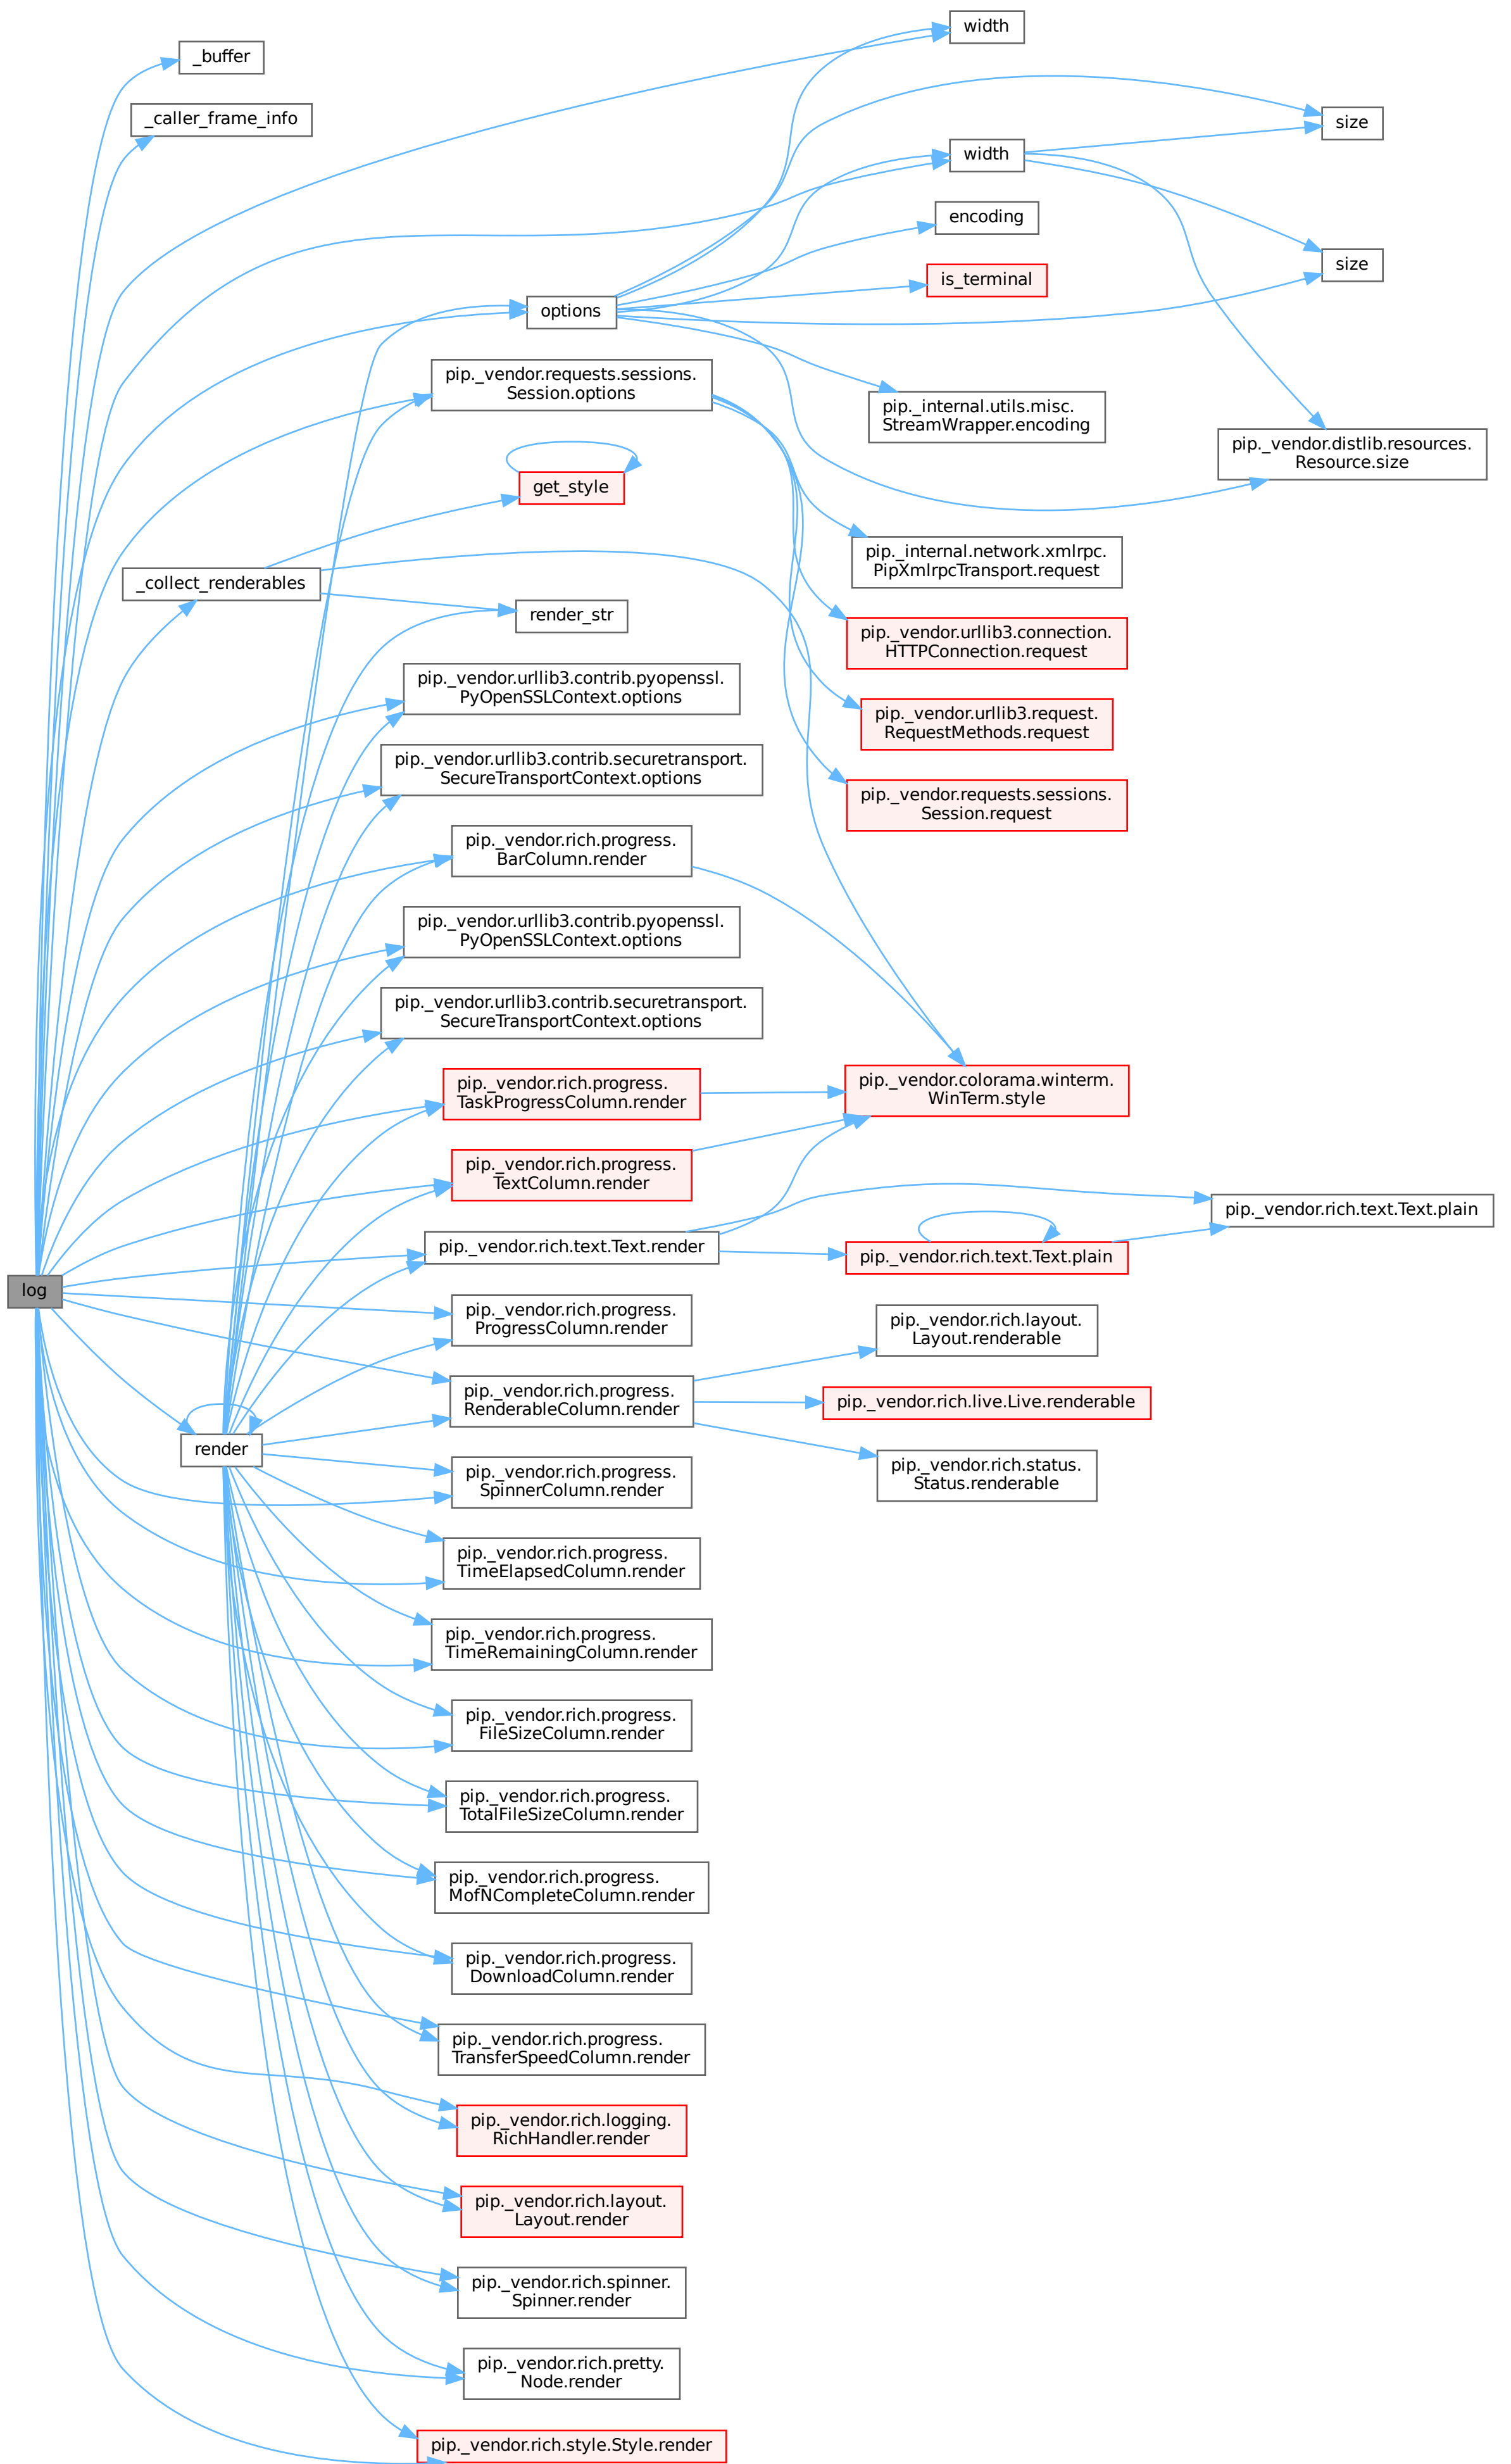 width
_buffer
_caller_frame_info
size
width
encoding
size
is_terminal
options
pip._vendor.requests.sessions.
Session.options
pip._internal.utils.misc.
StreamWrapper.encoding
pip._vendor.distlib.resources.
Resource.size
get_style
pip._internal.network.xmlrpc.
PipXmlrpcTransport.request
_collect_renderables
render_str
pip._vendor.urllib3.connection.
HTTPConnection.request
pip._vendor.urllib3.contrib.pyopenssl.
PyOpenSSLContext.options
pip._vendor.urllib3.request.
RequestMethods.request
pip._vendor.urllib3.contrib.securetransport.
SecureTransportContext.options
pip._vendor.requests.sessions.
Session.request
pip._vendor.rich.progress.
BarColumn.render
pip._vendor.urllib3.contrib.pyopenssl.
PyOpenSSLContext.options
pip._vendor.urllib3.contrib.securetransport.
SecureTransportContext.options
pip._vendor.rich.progress.
TaskProgressColumn.render
pip._vendor.colorama.winterm.
WinTerm.style
pip._vendor.rich.progress.
TextColumn.render
pip._vendor.rich.text.Text.plain
pip._vendor.rich.text.Text.render
pip._vendor.rich.text.Text.plain
log
pip._vendor.rich.progress.
ProgressColumn.render
pip._vendor.rich.layout.
Layout.renderable
pip._vendor.rich.progress.
RenderableColumn.render
pip._vendor.rich.live.Live.renderable
render
pip._vendor.rich.status.
Status.renderable
pip._vendor.rich.progress.
SpinnerColumn.render
pip._vendor.rich.progress.
TimeElapsedColumn.render
pip._vendor.rich.progress.
TimeRemainingColumn.render
pip._vendor.rich.progress.
FileSizeColumn.render
pip._vendor.rich.progress.
TotalFileSizeColumn.render
pip._vendor.rich.progress.
MofNCompleteColumn.render
pip._vendor.rich.progress.
DownloadColumn.render
pip._vendor.rich.progress.
TransferSpeedColumn.render
pip._vendor.rich.logging.
RichHandler.render
pip._vendor.rich.layout.
Layout.render
pip._vendor.rich.spinner.
Spinner.render
pip._vendor.rich.pretty.
Node.render
pip._vendor.rich.style.Style.render